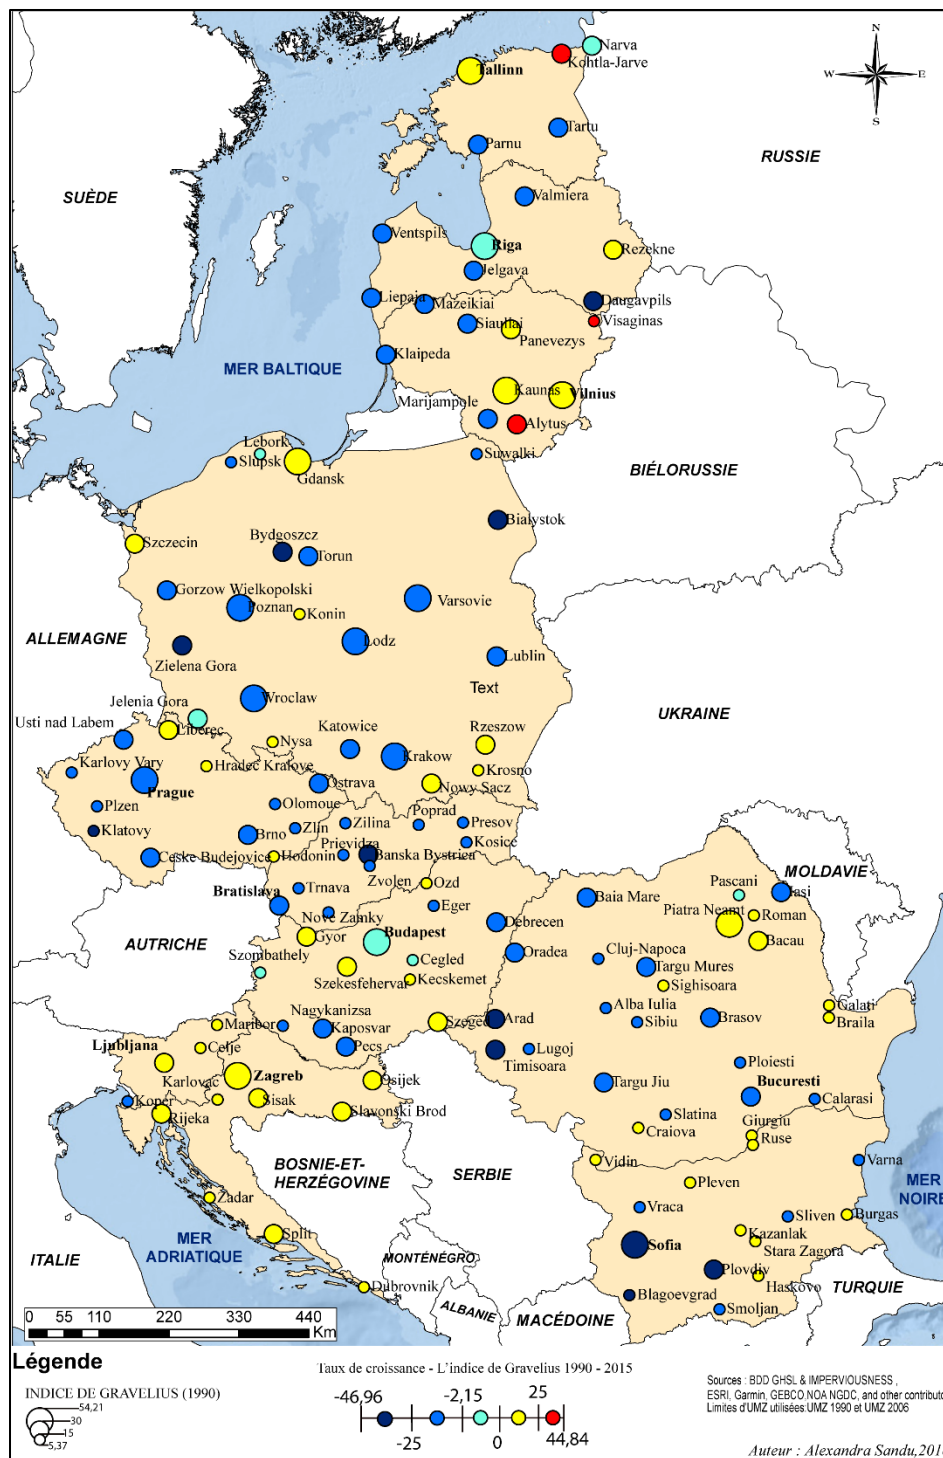 N
W E
S
Narva
Kohtla-Jarve
Tallinn
Tartu
Parnu
RUSSIE
SUÈDE
Valmiera
Ventspils
Riga
Rezekne
Jelgava
Liepaja
Mazeikiai
Daugavpils
Siauliai
Visaginas
Panevezys
Klaipeda
MER BALTIQUE
Kaunas
Vilnius
Marijampole
Alytus
Lebork
Slupsk
Suwalki
Gdansk
BIÉLORUSSIE
Bialystok
Bydgoszcz
Szczecin
Torun
Gorzow Wielkopolski
Poznan
Konin
Varsovie
ALLEMAGNE
Lodz
Zielena Gora
Lublin
Text
Wroclaw
Jelenia Gora
UKRAINE
Usti nad Labem
Liberec
Nysa
Katowice
Rzeszow
Krakow
Karlovy Vary
Hradec Kralove
Krosno
Prague
Ostrava
Nowy Sacz
Plzen
Olomouc
Poprad
Presov
Klatovy
Brno
Zlin
Zilina
Kosice
Prievidza
Ceske Budejovice
Hodonin
Banska Bystrica
Zvolen
MOLDAVIE
Bratislava
Trnava
Ozd
Baia Mare
Pascani
Iasi
Nove Zamky
Eger
Piatra Neamt
Roman
Debrecen
AUTRICHE
Gyor
Budapest
Bacau
Szombathely
Cegled
Oradea
Cluj-Napoca
Targu Mures
Szekesfehervar
Kecskemet
Sighisoara
Galati
Nagykanizsa
Alba Iulia
Braila
Maribor
Kaposvar
Szeged
Arad
Sibiu
Brasov
Ljubljana
Celje
Pecs
Timisoara
Lugoj
Ploiesti
Karlovac
Zagreb
Osijek
Targu Jiu
Bucuresti
Koper
Sisak
Calarasi
Rijeka
Slavonski Brod
Slatina
Giurgiu
Craiova
Ruse
BOSNIE-ET-
HERZÉGOVINE
SERBIE
Vidin
Varna
Pleven
MER
NOIRE
Zadar
Vraca
Sliven
Burgas
MER
ADRIATIQUE
Split
Kazanlak
Sofia
Stara Zagora
ITALIE
MONTÉNÉGRO
Plovdiv
Haskovo
TURQUIE
Dubrovnik
Blagoevgrad
ALBANIE
MACÉDOINE
Smoljan
0 55 110 220 330 440
Km
Légende
INDICE DE GRAVELIUS (1990)
54,21
30
15
5,37
Taux de croissance - L'indice de Gravelius 1990 - 2015
-46,96 -2,15 25
-25 0 44,84
Sources : BDD GHSL & IMPERVIOUSNESS ,
ESRI, Garmin, GEBCO,NOA NGDC, and other contributo
Limites d'UMZ utilisées:UMZ 1990 et UMZ 2006
Auteur : Alexandra Sandu,201